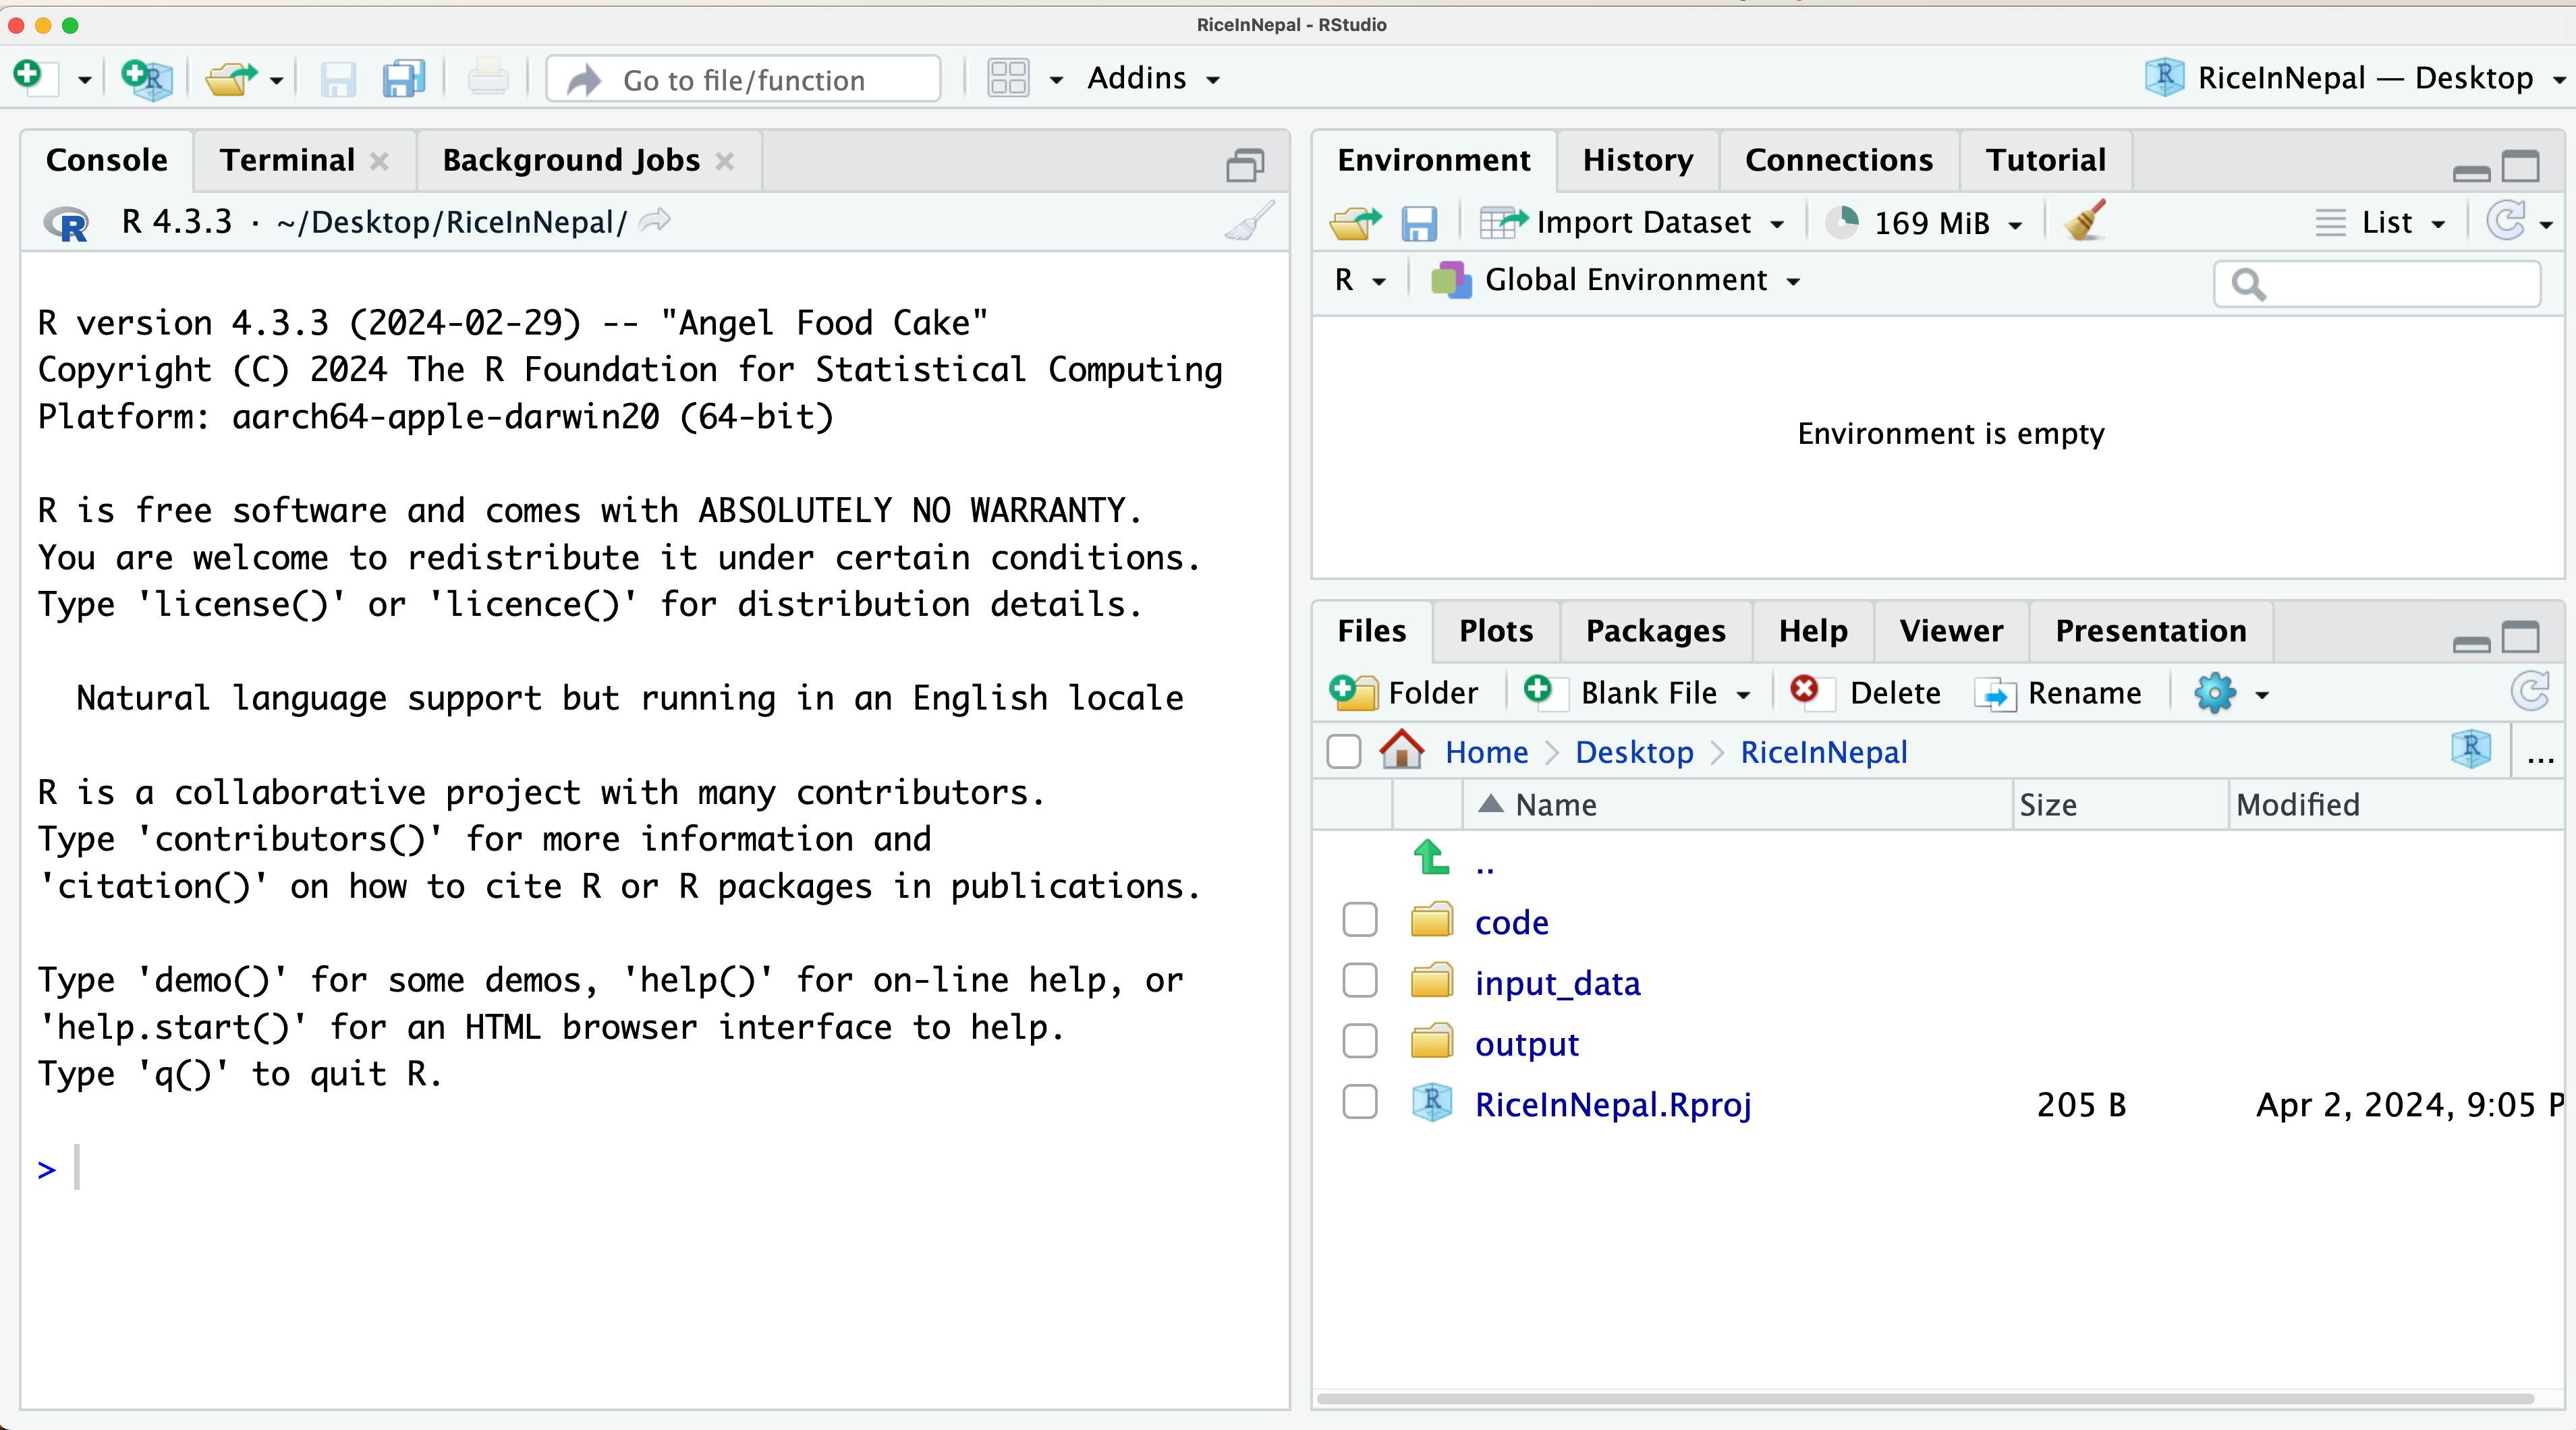 RiceInNepal - RStudio
Go to file/function
Addins
RiceInNepal — Desktop
Console
Terminal
Background Jobs
R 4.3.3 · ~/Desktop/RiceInNepal/
R version 4.3.3 (2024-02-29) -- "Angel Food Cake"
Copyright (C) 2024 The R Foundation for Statistical Computing
Platform: aarch64-apple-darwin20 (64-bit)
R is free software and comes with ABSOLUTELY NO WARRANTY.
You are welcome to redistribute it under certain conditions.
Type 'license()' or 'licence()' for distribution details.
Natural language support but running in an English locale
R is a collaborative project with many contributors.
Type 'contributors()' for more information and
'citation()' on how to cite R or R packages in publications.
Type 'demo()' for some demos, 'help()' for on-line help, or
'help.start()' for an HTML browser interface to help.
Type 'q()' to quit R.
>
Environment
History
Connections
Tutorial
Import Dataset
169 MiB
List
R
Global Environment
Environment is empty
Files
Plots
Packages
Help
Viewer
Presentation
Folder
Blank File
Delete
Rename
Home
Desktop
RiceInNepal
...
Name
Size
Modified
..
code
input_data
output
RiceInNepal.Rproj
205 B
Apr 2, 2024, 9:05 P